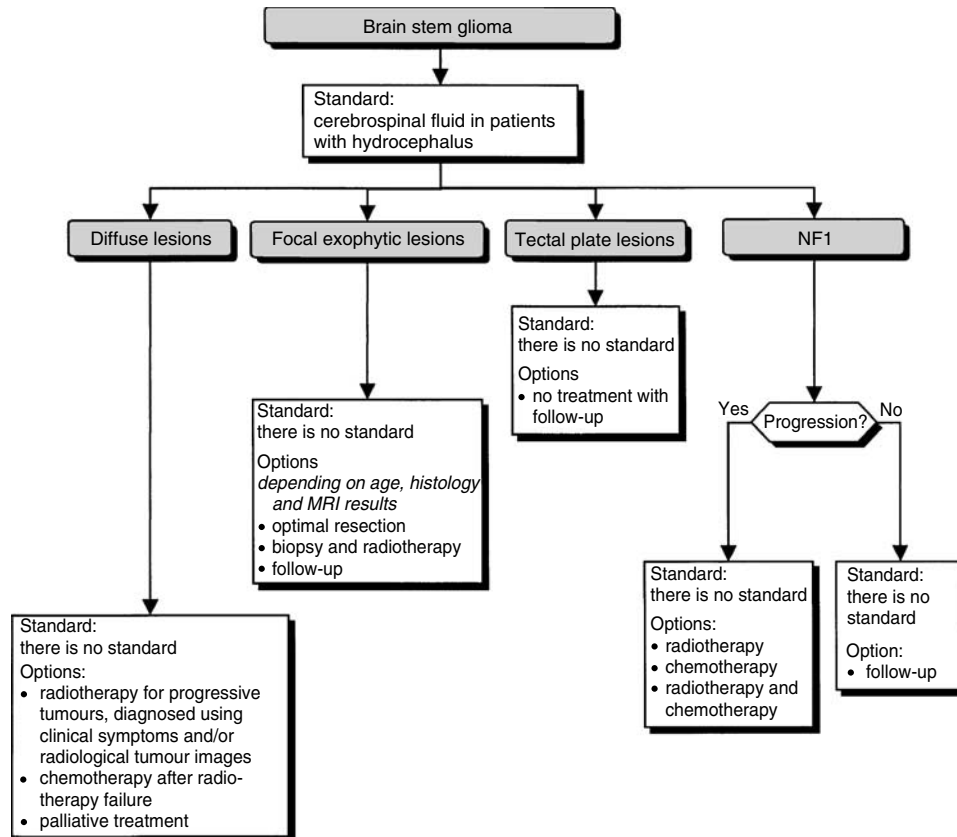 Brain stem glioma
Standard:
cerebrospinal fluid in patients
with hydrocephalus
Diffuse lesions
Focal exophytic lesions
Tectal plate lesions
NF1
Standard:
there is no standard
Options
• no treatment with
follow-up
Yes
Progression?
No
Standard:
there is no standard
Options
depending on age, histology
and MRI results
• optimal resection
• biopsy and radiotherapy
• follow-up
Standard:
there is no standard
Options:
• radiotherapy
• chemotherapy
• radiotherapy and
chemotherapy
Standard:
there is no
standard
Option:
• follow-up
Standard:
there is no standard
Options:
• radiotherapy for progressive
tumours, diagnosed using
clinical symptoms and/or
radiological tumour images
• chemotherapy after radio-
therapy failure
• palliative treatment